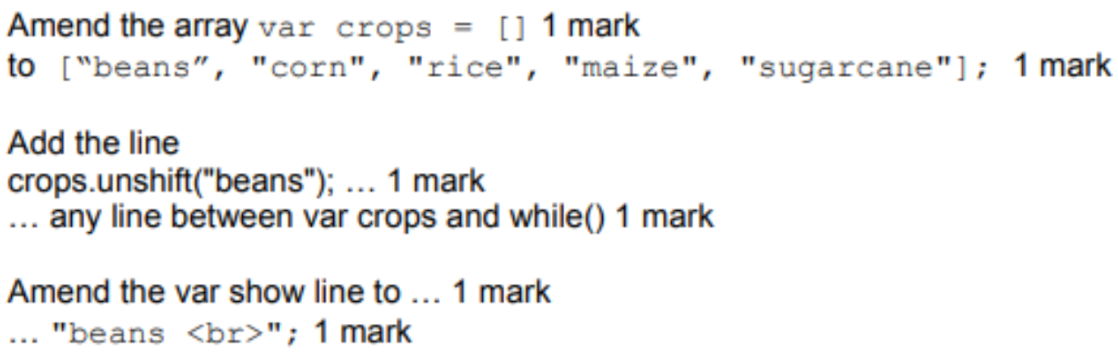 Amend the array var crops = [] 1 mark
to [“beans”, "corn", "rice", "maize", "sugarcane"]; 1 mark
Add the line
crops.unshift("beans"); … 1 mark
… any line between var crops and while() 1 mark
Amend the var show line to … 1 mark
… "beans <br>"; 1 mark